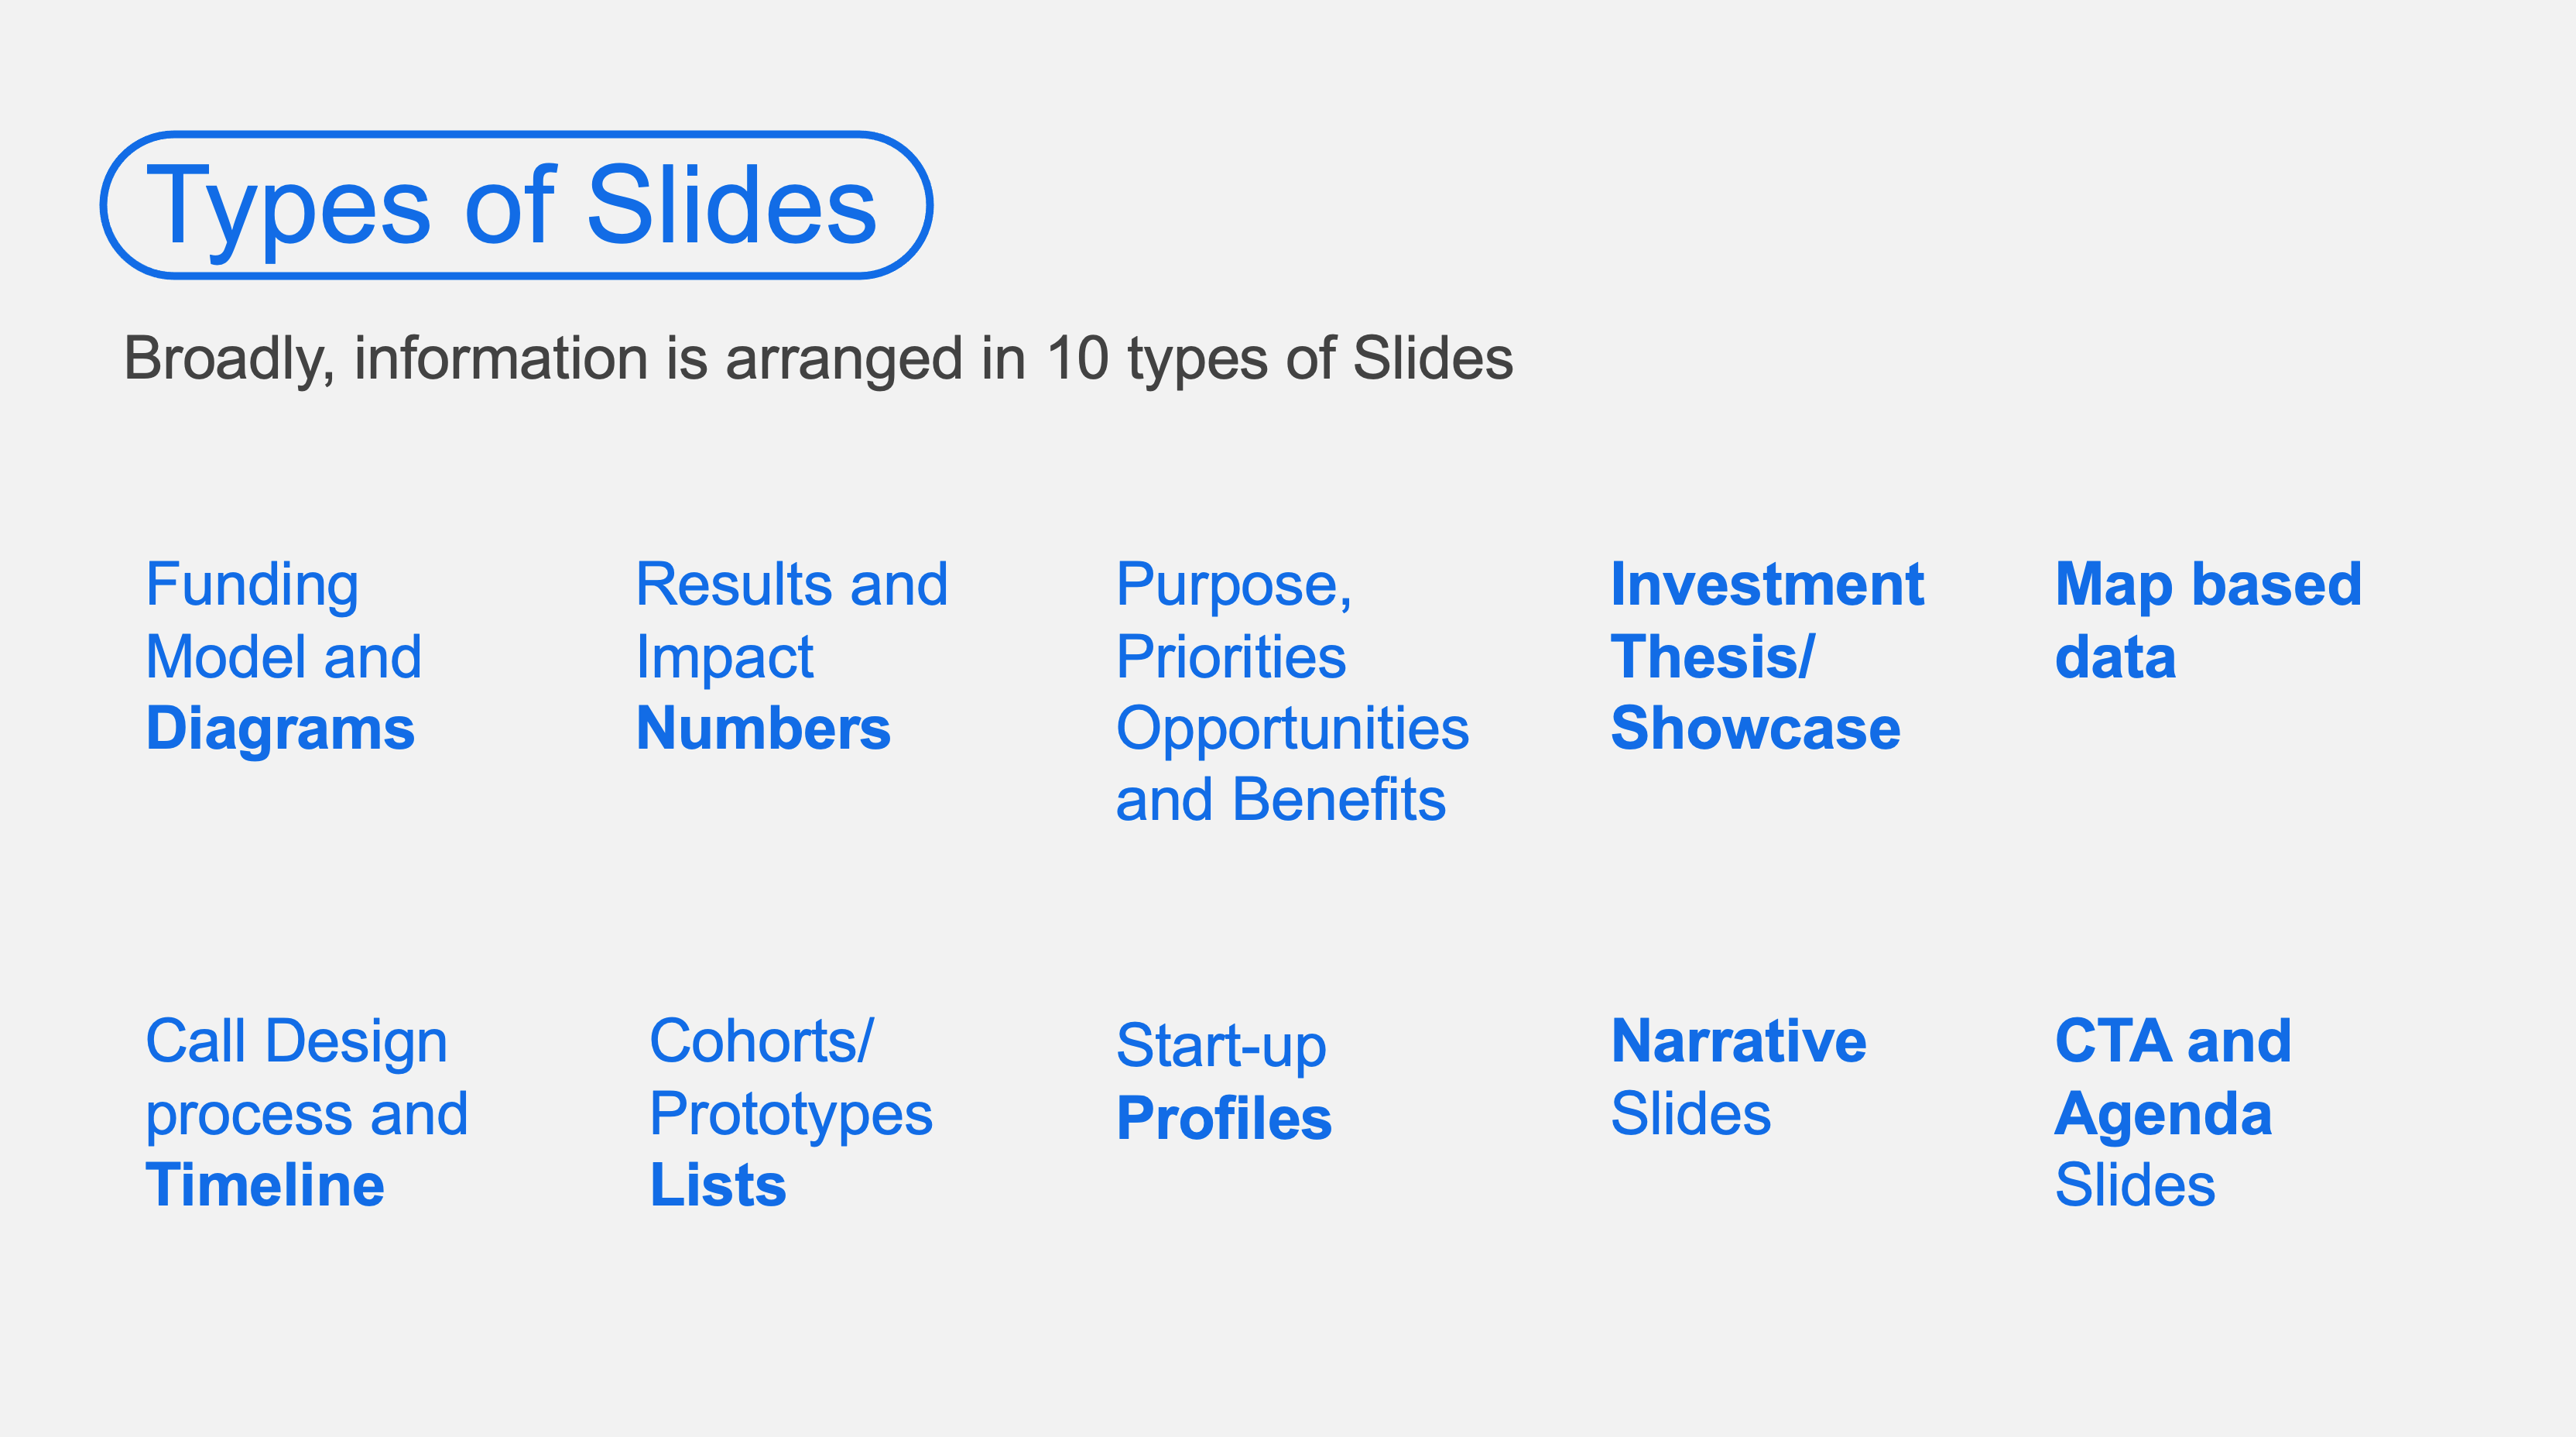 Types of Slides
Broadly, information is arranged in 10 types of Slides
Funding
Model and
Diagrams
Results and
Impact
Numbers
Purpose,
Priorities
Opportunities
and Benefits
Investment
Thesis/
Showcase
Map based
data
Call Design
process and
Timeline
Cohorts/
Prototypes
Lists
Start-up
Profiles
Narrative
Slides
CTA and
Agenda
Slides